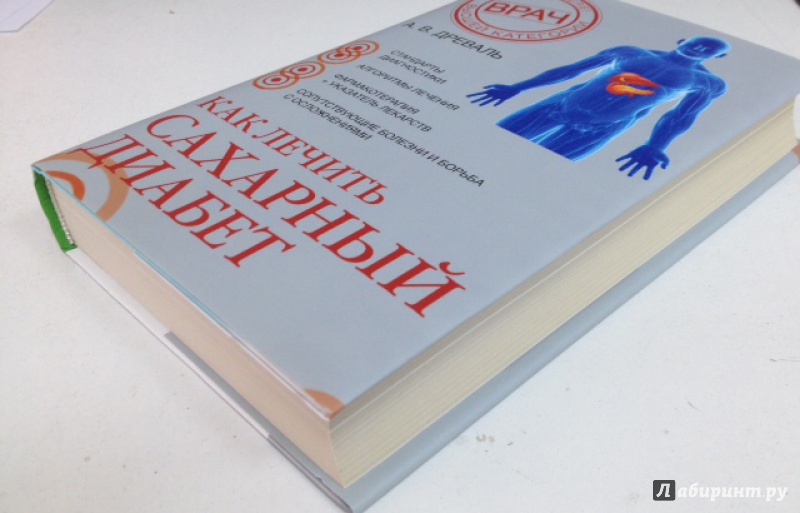 ВРАЧ
КАТЕГОРИИ
А. В. ДРЕВАЛЬ
СТАНДАРТЫ
ДИАГНОСТИКИ
АЛГОРИТМЫ ЛЕЧЕНИЯ
ФАРМАКОТЕРАПИЯ
+ УКАЗАТЕЛЬ ЛЕКАРСТВ
СОПУТСТВУЮЩИЕ БОЛЕЗНИ И БОРЬБА
С ОСЛОЖНЕНИЯМИ
КАК ЛЕЧИТЬ
САХАРНЫЙ
ДИАБЕТ
Лабиринт.ру